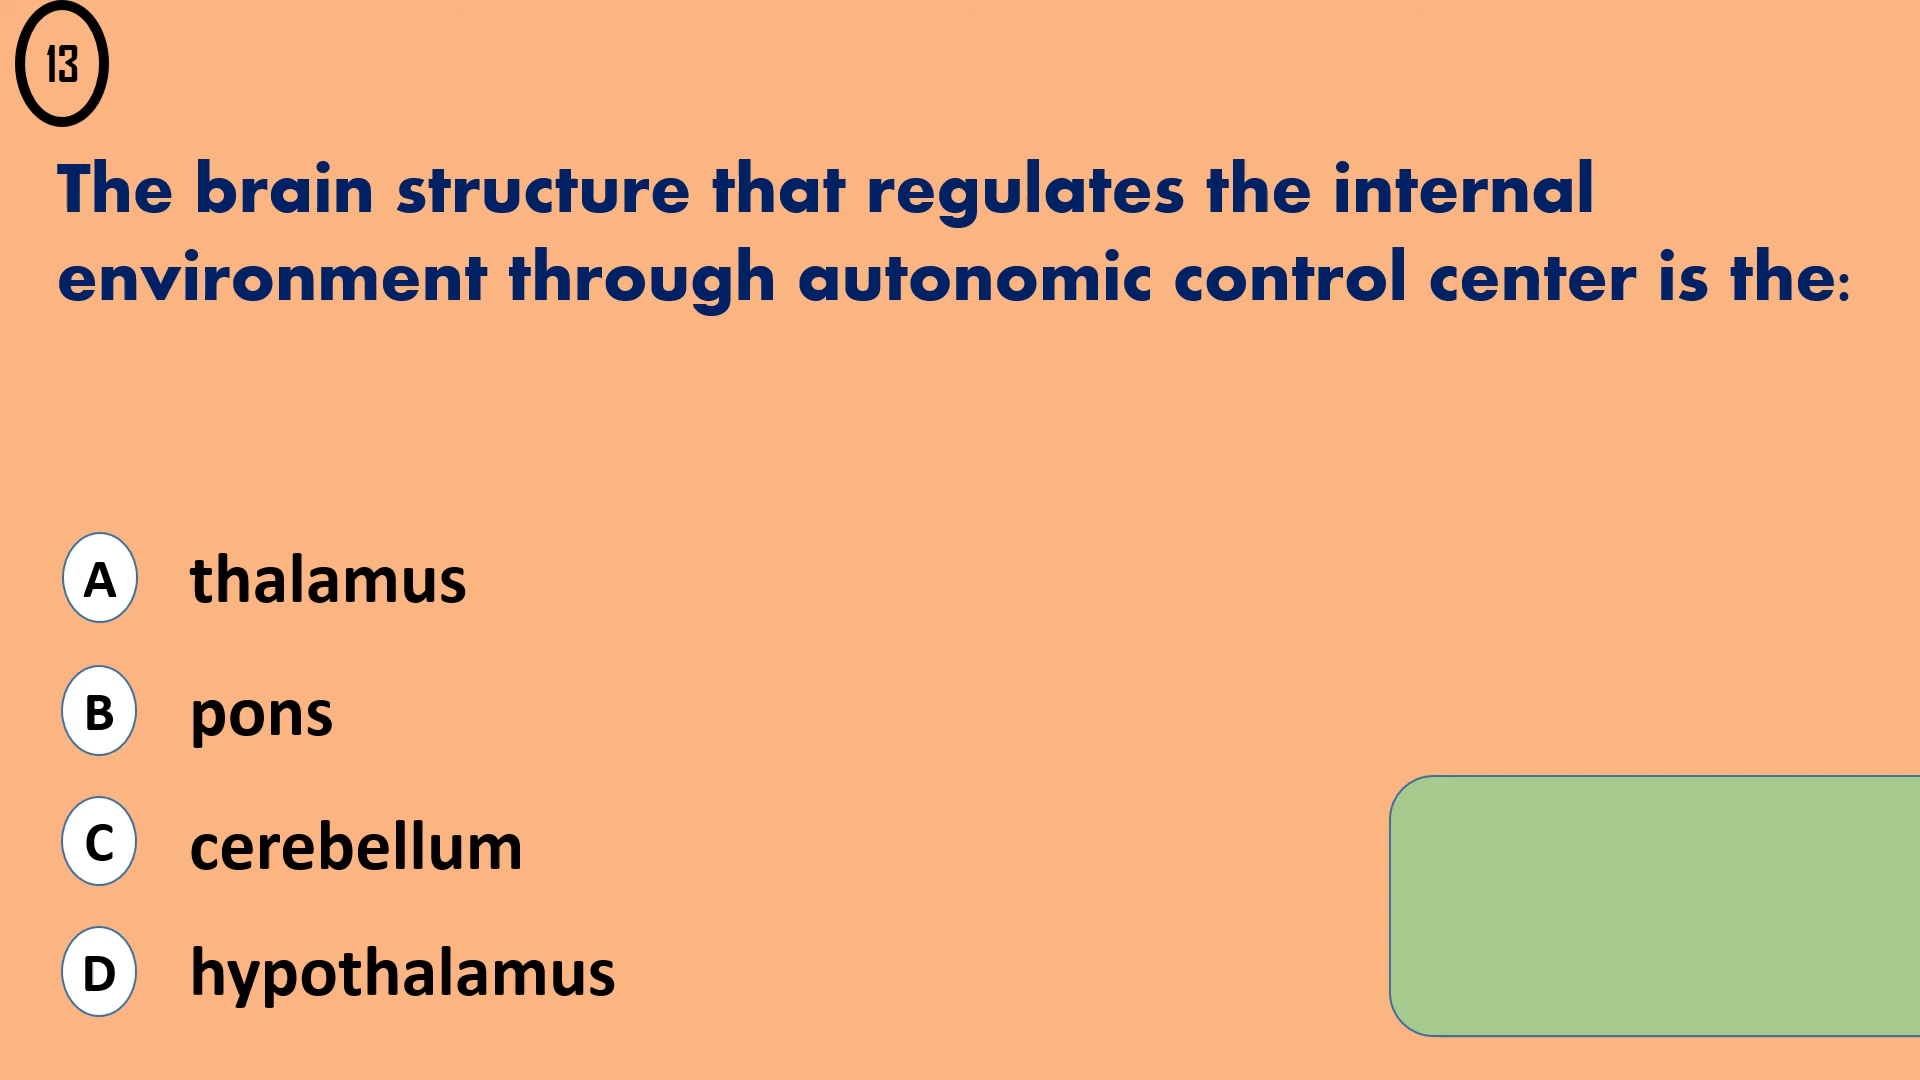 13
The brain structure that regulates the internal
environment through autonomic control center is the:
A thalamus
B pons
C cerebellum
D hypothalamus